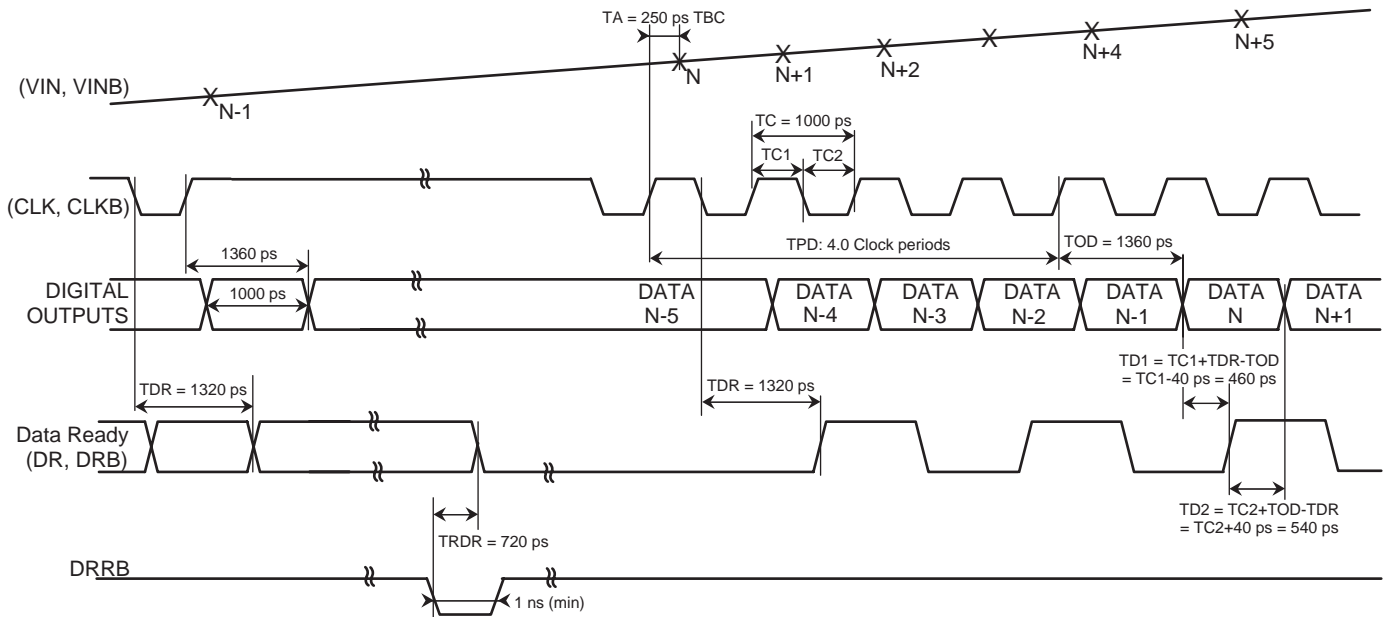 TA = 250 ps TBC
(VIN, VINB)
N-1
N
N+1
N+2
N+4
N+5
TC = 1000 ps
TC1
TC2
(CLK, CLKB)
1360 ps
TPD: 4.0 Clock periods
TOD = 1360 ps
1000 ps
DIGITAL
OUTPUTS
DATA
N-5
DATA
N-4
DATA
N-3
DATA
N-2
DATA
N-1
DATA
N
DATA
N+1
TD1 = TC1+TDR-TOD
= TC1-40 ps = 460 ps
TDR = 1320 ps
TDR = 1320 ps
Data Ready
(DR, DRB)
TD2 = TC2+TOD-TDR
= TC2+40 ps = 540 ps
TRDR = 720 ps
DRRB
1 ns (min)